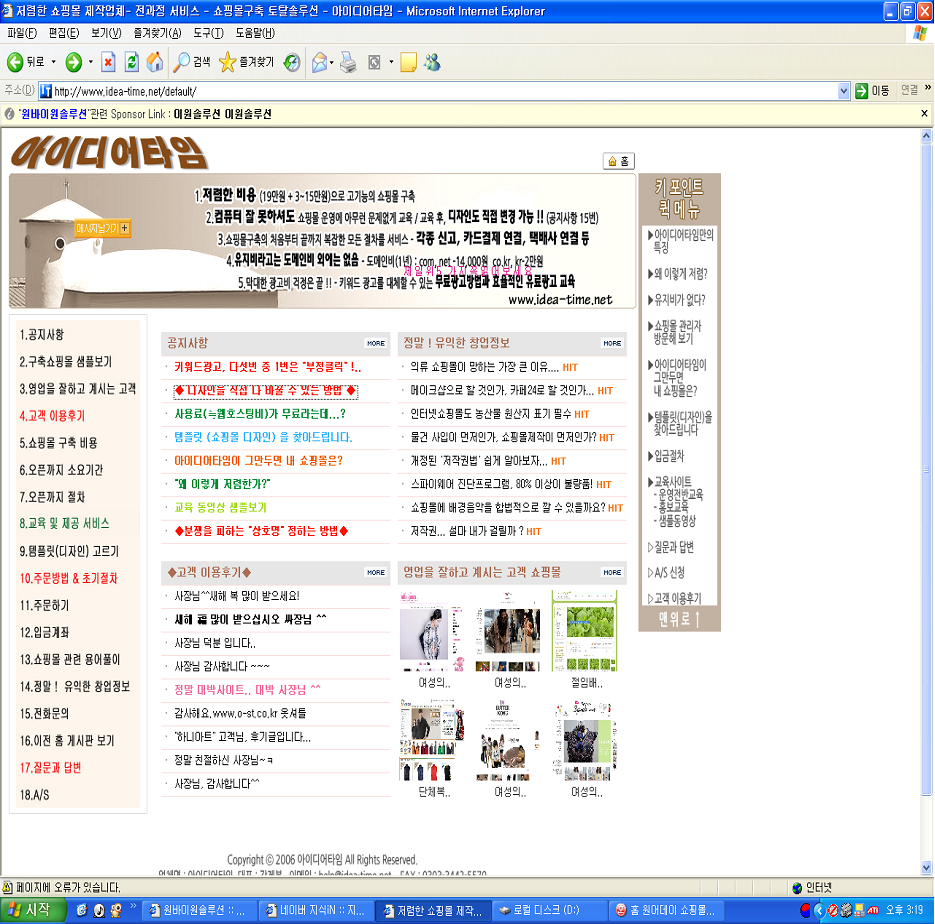 저렴한 쇼핑몰 제작업체- 전과정 서비스 - 쇼핑몰구축 토탈솔루션 - 아이디어타임 - Microsoft Internet Explorer
파일(F) 편집(E) 보기(V) 즐겨찾기(A) 도구(T) 도움말(H)
뒤로 검색 즐겨찾기
주소(D) http://www.idea-time.net/default/ 이동 연결 »
"원바이원솔루션"관련 Sponsor Link : 이원솔루션 이원솔루션
아이디어타임
홈
1.저렴한 비용 (19만원 + 3~15만원)으로 고기능의 쇼핑몰 구축
2.컴퓨터 잘 못하셔도 쇼핑몰 운영에 아무런 문제없게 교육 / 교육 후, 디자인도 직접 변경 가능 !! (공지사항 15번)
메시지남기기
3.쇼핑몰구축의 처음부터 끝까지 복잡한 모든 절차를 서비스 - 각종 신고, 카드결제 연결, 택배사 연결 등
4.유지비라고는 도메인비 외에는 없음 - 도메인비(1년) : com, net -14,000원 co.kr, kr-2만원
5.막대한 광고비 걱정은 끝 !! - 키워드 광고를 대체할 수 있는 무료광고방법과 효율적인 유료광고 교육
www.idea-time.net
키 포인트
퀵 메 뉴
▶아이디어타임만의
특징
▶왜 이렇게 저렴?
▶유지비가 없다?
▶쇼핑몰 관리자
방문해 보기
▶아이디어타임이
그만두면
내 쇼핑몰은?
▶템플릿(디자인)을
찾아드립니다
▶입금절차
▶교육사이트
- 운영전반교육
- 홍보교육
- 샘플동영상
▷질문과 답변
▷A/S 신청
▷고객 이용후기
맨 위 로 ↑
1.공지사항
2.구축쇼핑몰 샘플보기
3.영업을 잘하고 계시는 고객
4.고객 이용후기
5.쇼핑몰 구축 비용
6.오픈까지 소요기간
7.오픈까지 절차
8.교육 및 제공 서비스
9.템플릿(디자인) 고르기
10.주문방법 & 초기절차
11.주문하기
12.입금계좌
13.쇼핑몰 관련 용어풀이
14.정말 ! 유익한 창업정보
15.전화문의
16.이전 홈 게시판 보기
17.질문과 답변
18.A/S
공지사항 MORE
· 키워드광고, 다섯번 중 1번은 "부정클릭" !..
· ◆ 디자인을 직접 다 바꿀 수 있는 방법 ◆
· 사용료(≒웹호스팅비)가 무료라는데...?
· 템플릿 (쇼핑몰 디자인) 을 찾아드립니다.
· 아이디어타임이 그만두면 내 쇼핑몰은?
· "왜 이렇게 저렴한가?"
· 교육 동영상 샘플보기
· ◆분쟁을 피하는 "상호명" 정하는 방법◆
정말 ! 유익한 창업정보 MORE
· 의류 쇼핑몰이 망하는 가장 큰 이유.... HIT
· 메이크샵으로 할 것인가, 카페24로 할 것인가... HIT
· 인터넷쇼핑몰도 농산물 원산지 표기 필수 HIT
· 물건 사입이 먼저인가, 쇼핑몰제작이 먼저인가? HIT
· 개정된 '저작권법' 쉽게 알아보자... HIT
· 스파이웨어 진단프로그램, 80% 이상이 불량품! HIT
· 쇼핑몰에 배경음악을 합법적으로 깔 수 있을까요? HIT
· 저작권... 설마 내가 걸릴까 ? HIT
◆고객 이용후기◆ MORE
· 사장님^^새해 복 많이 받으세요!
· 새해 福 많이 받으십시오 싸장님 ^^
· 사장님 덕분 입니다..
· 사장님 감사합니다 ~~~
· 정말 대박사이트.. 대박 사장님 ^^
· 감사해요.www.o-st.co.kr 옷셔틀
· "하니아트" 고객님, 후기글입니다...
· 정말 친절하신 사장님~ㅋ
· 사장님, 감사합니다^^
영업을 잘하고 계시는 고객 쇼핑몰 MORE
여성의.. 여성의.. 절임배..
단체복.. 여성의.. 여성의..
Copyright ⓒ 2006 아이디어타임 All Rights Reserved.
페이지에 오류가 있습니다. 인터넷
시작 원바이원솔루션 :: ... 네이버 지식iN :: 지... 저렴한 쇼핑몰 제작... 로컬 디스크 (D:) 홈 원어데이 쇼핑몰... 오후 3:19